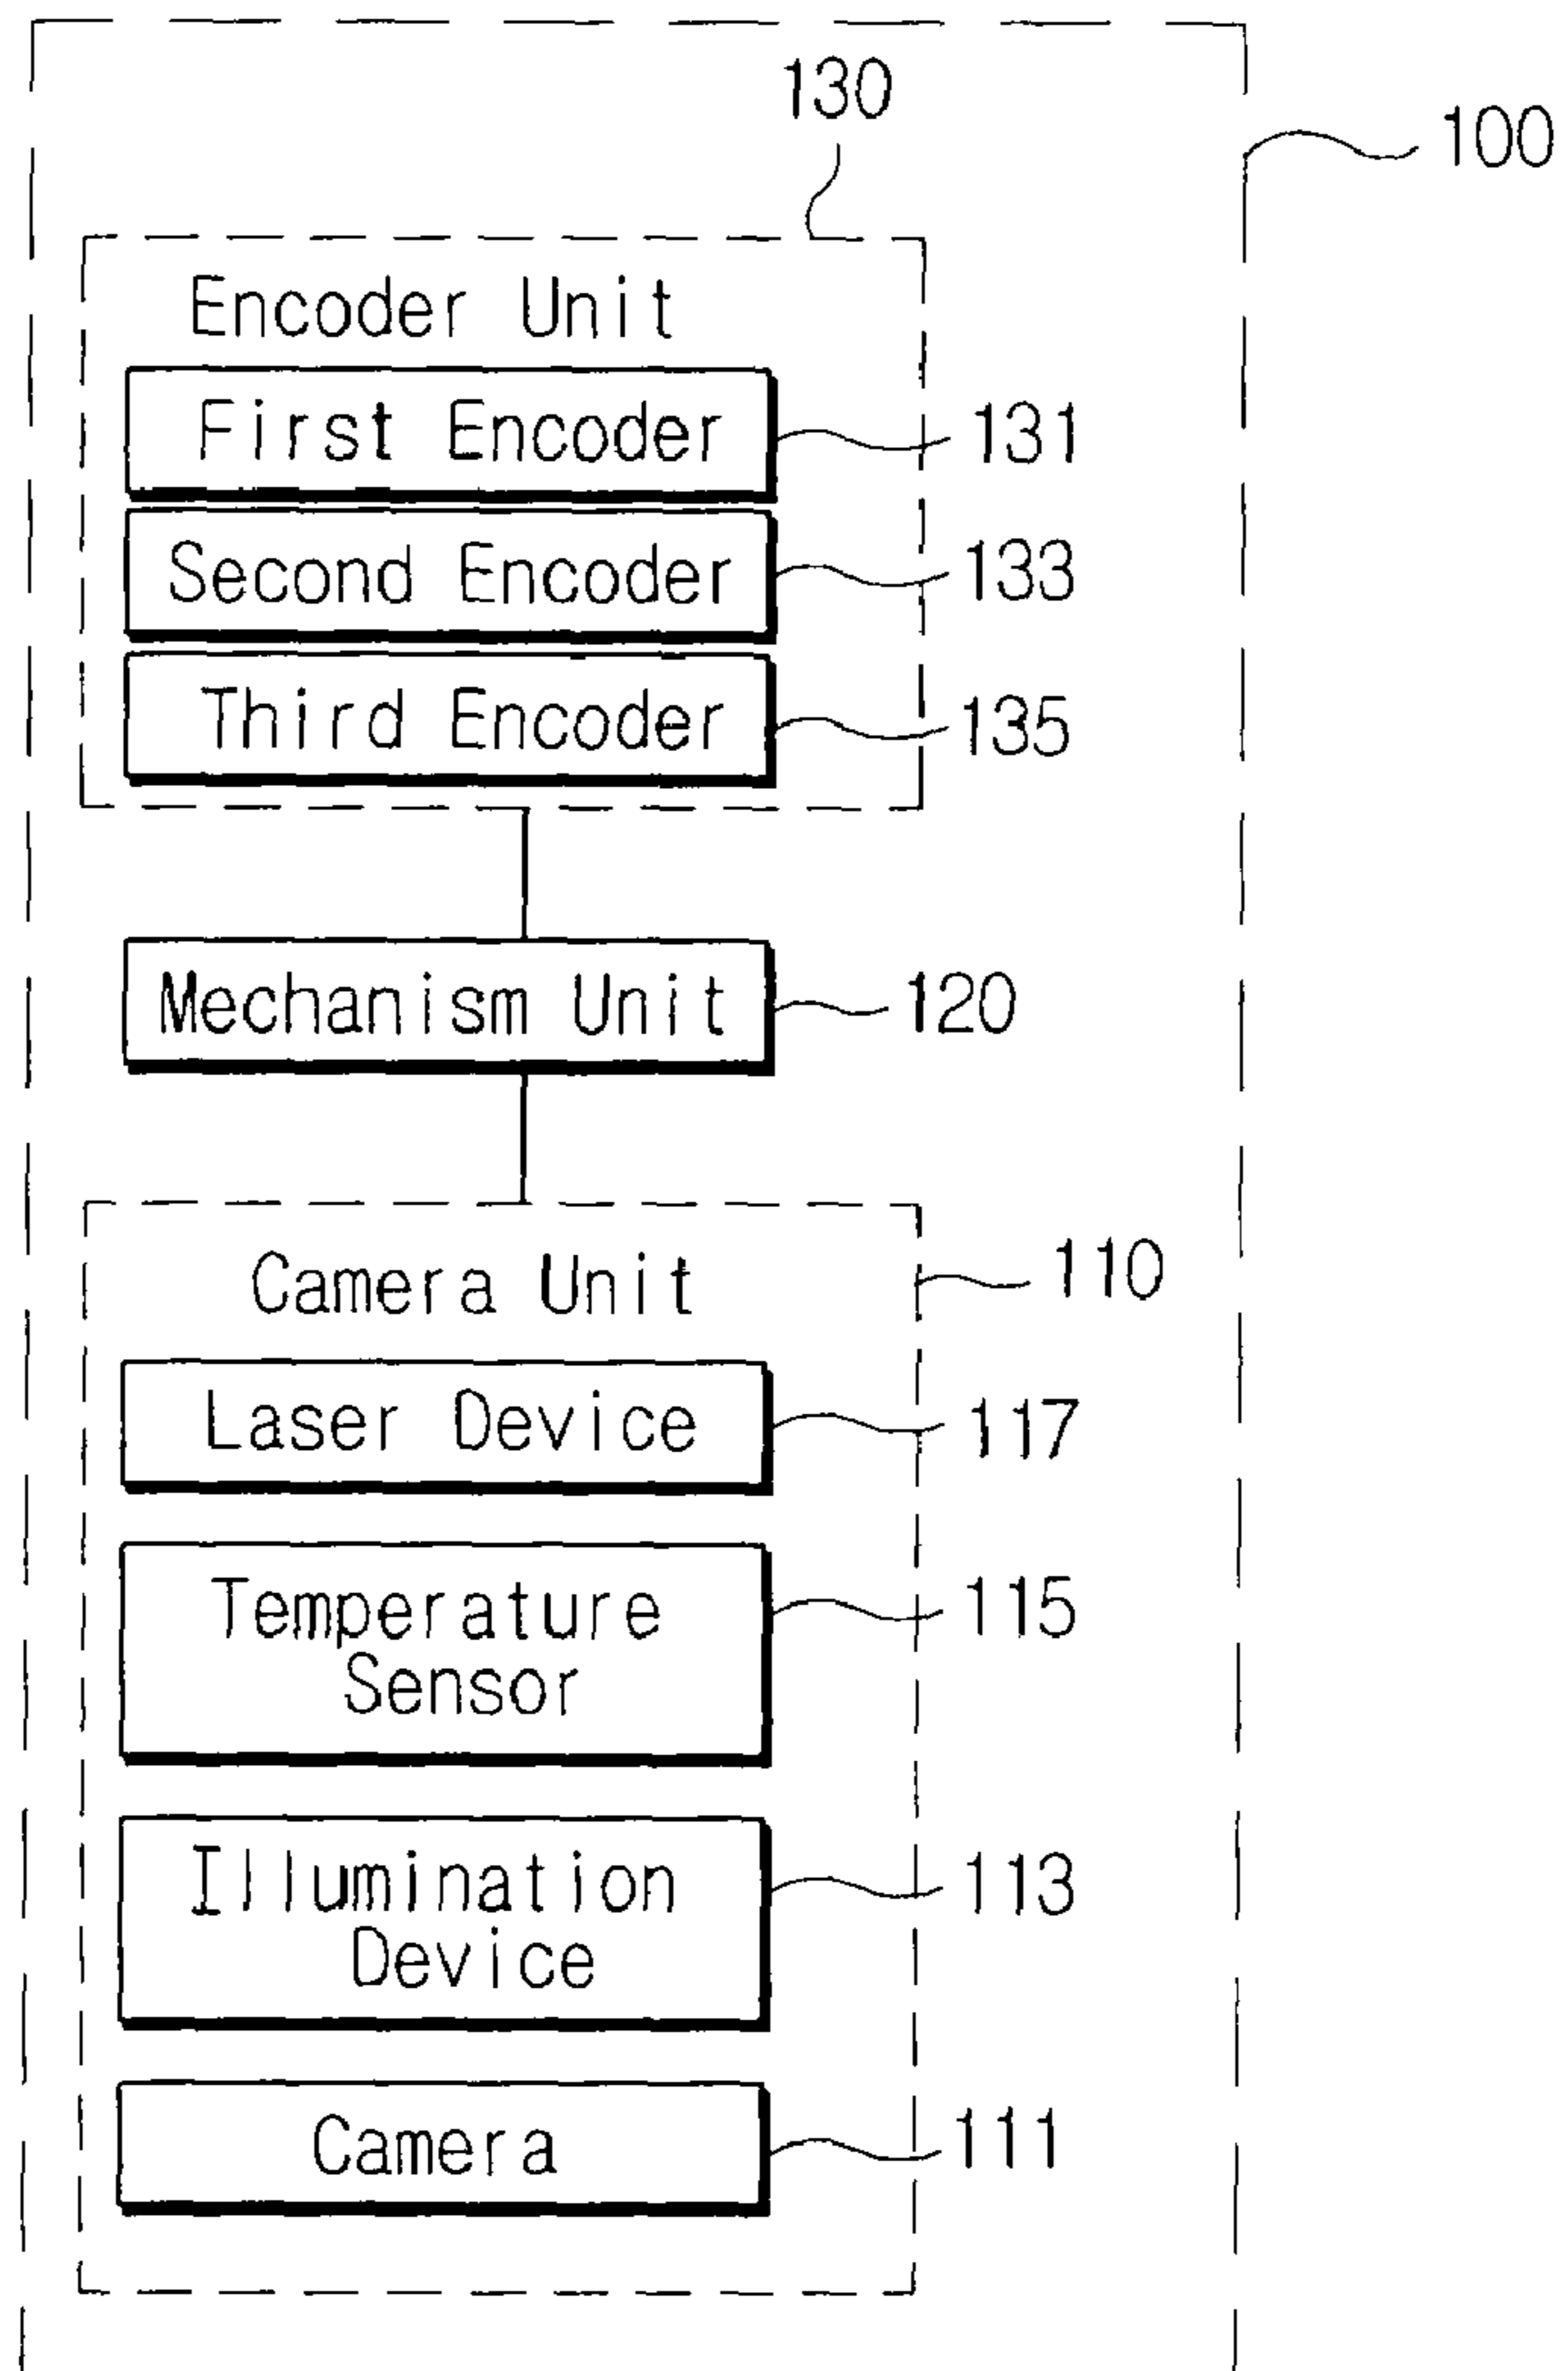 130
100
Encoder Unit
First Encoder
131
Second Encoder
133
Third Encoder
135
Mechanism Unit
120
Camera Unit
110
Laser Device
117
Temperature
Sensor
115
Illumination
Device
113
Camera
111